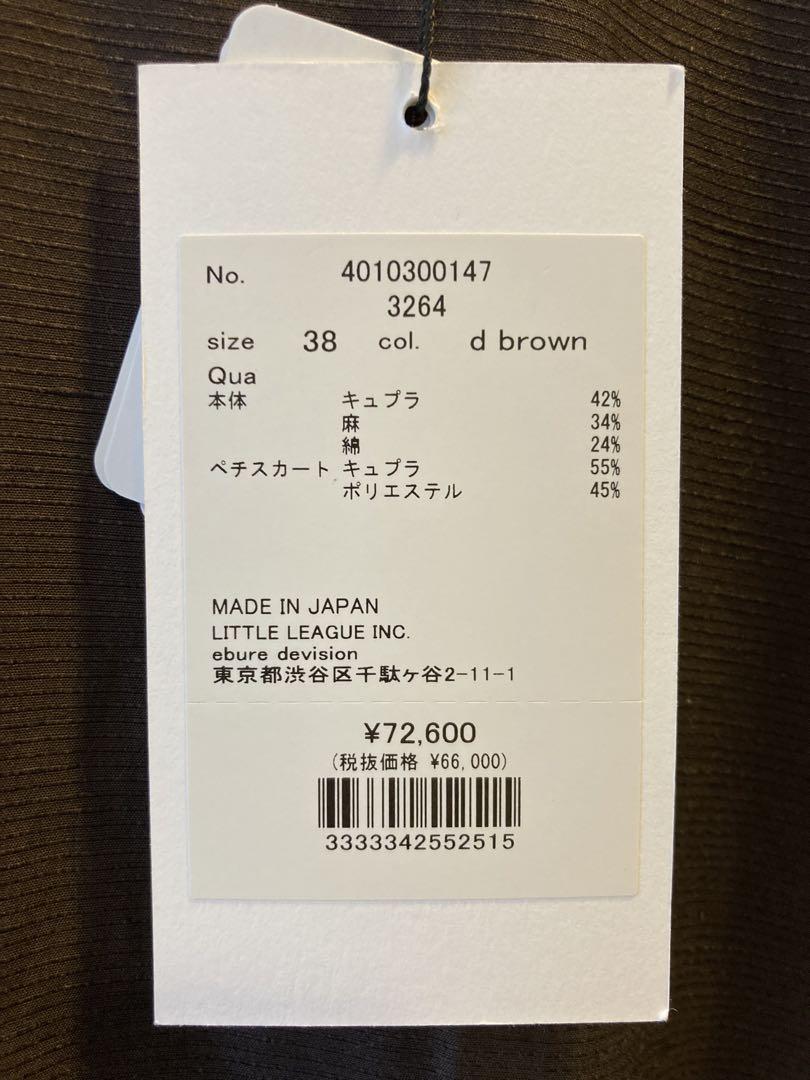 No. 4010300147
3264
size 38 col. d brown
Qua
本体 キュプラ 42%
麻 34%
綿 24%
ペチスカート キュプラ 55%
ポリエステル 45%
MADE IN JAPAN
LITTLE LEAGUE INC.
ebure devision
東京都渋谷区千駄ヶ谷2-11-1
¥72,600
(税抜価格 ¥66,000)
3333342552515